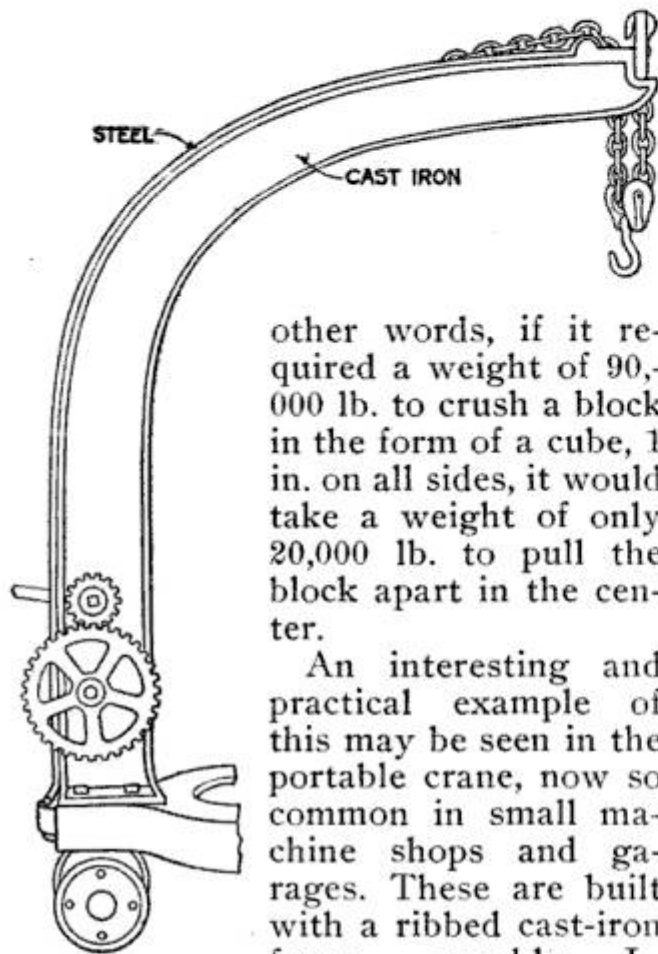 STEEL
CAST IRON
other words, if it re-
quired a weight of 90,-
000 lb. to crush a block
in the form of a cube, 1
in. on all sides, it would
take a weight of only
20,000 lb. to pull the
block apart in the cen-
ter.
An interesting and
practical example of
this may be seen in the
portable crane, now so
common in small ma-
chine shops and ga-
rages. These are built
with a ribbed cast-iron